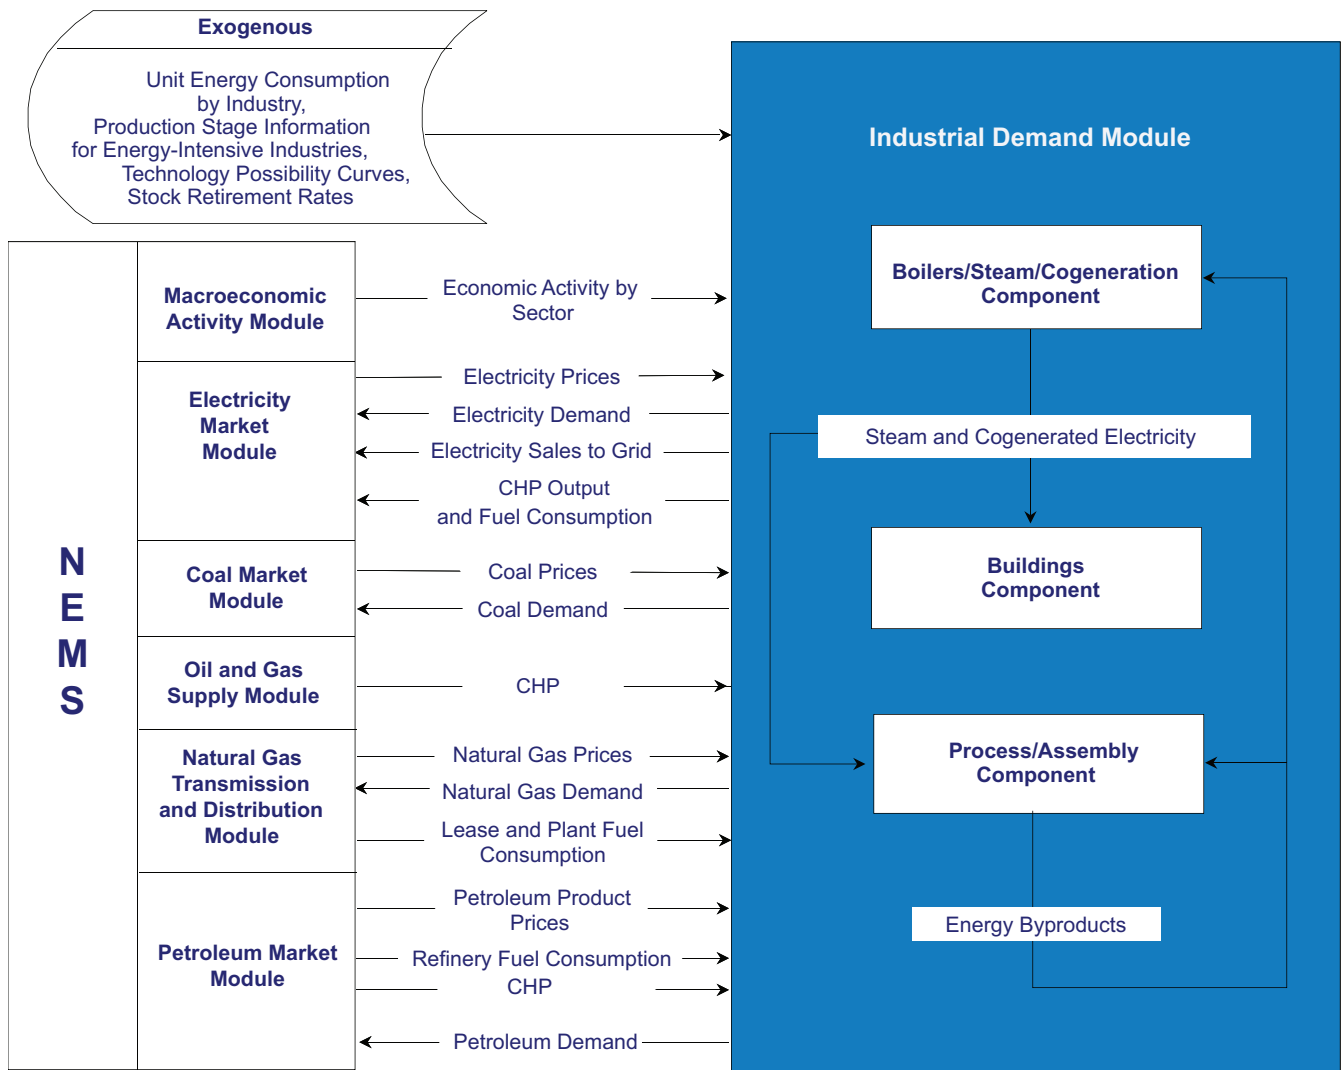 Exogenous
Unit Energy Consumption
by Industry,
Production Stage Information
for Energy-Intensive Industries,
Technology Possibility Curves,
Stock Retirement Rates
N
E
M
S
Macroeconomic
Activity Module
Electricity
Market
Module
Coal Market
Module
Oil and Gas
Supply Module
Natural Gas
Transmission
and Distribution
Module
Petroleum Market
Module
Economic Activity by
Sector
Electricity Prices
Electricity Demand
Electricity Sales to Grid
CHP Output
and Fuel Consumption
Coal Prices
Coal Demand
CHP
Natural Gas Prices
Natural Gas Demand
Lease and Plant Fuel
Consumption
Petroleum Product
Prices
Refinery Fuel Consumption
CHP
Petroleum Demand
Industrial Demand Module
Boilers/Steam/Cogeneration
Component
Steam and Cogenerated Electricity
Buildings
Component
Process/Assembly
Component
Energy Byproducts